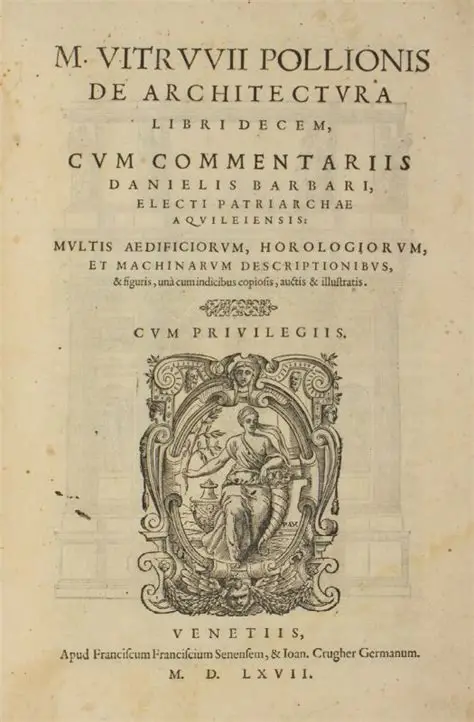 M. VITRVVII POLLIONIS
DE ARCHITECTVRA
LIBRI DECEM,
CVM COMMENTARIIS
DANIELIS BARBARI,
ELECTI PATRIARCHAE
AQVILEIENSIS:
MVLTIS AEDIFICIORVM, HOROLOGIORVM,
ET MACHINARVM DESCRIPTIONIBVS,
& figuris, unà cum indicibus copiosis, auctis & illustratis.
CVM PRIVILEGIIS.
VENETIIS,
Apud Franciscum Franciscium Senensem, & Ioan. Crugher Germanum.
M. D. LXVII.